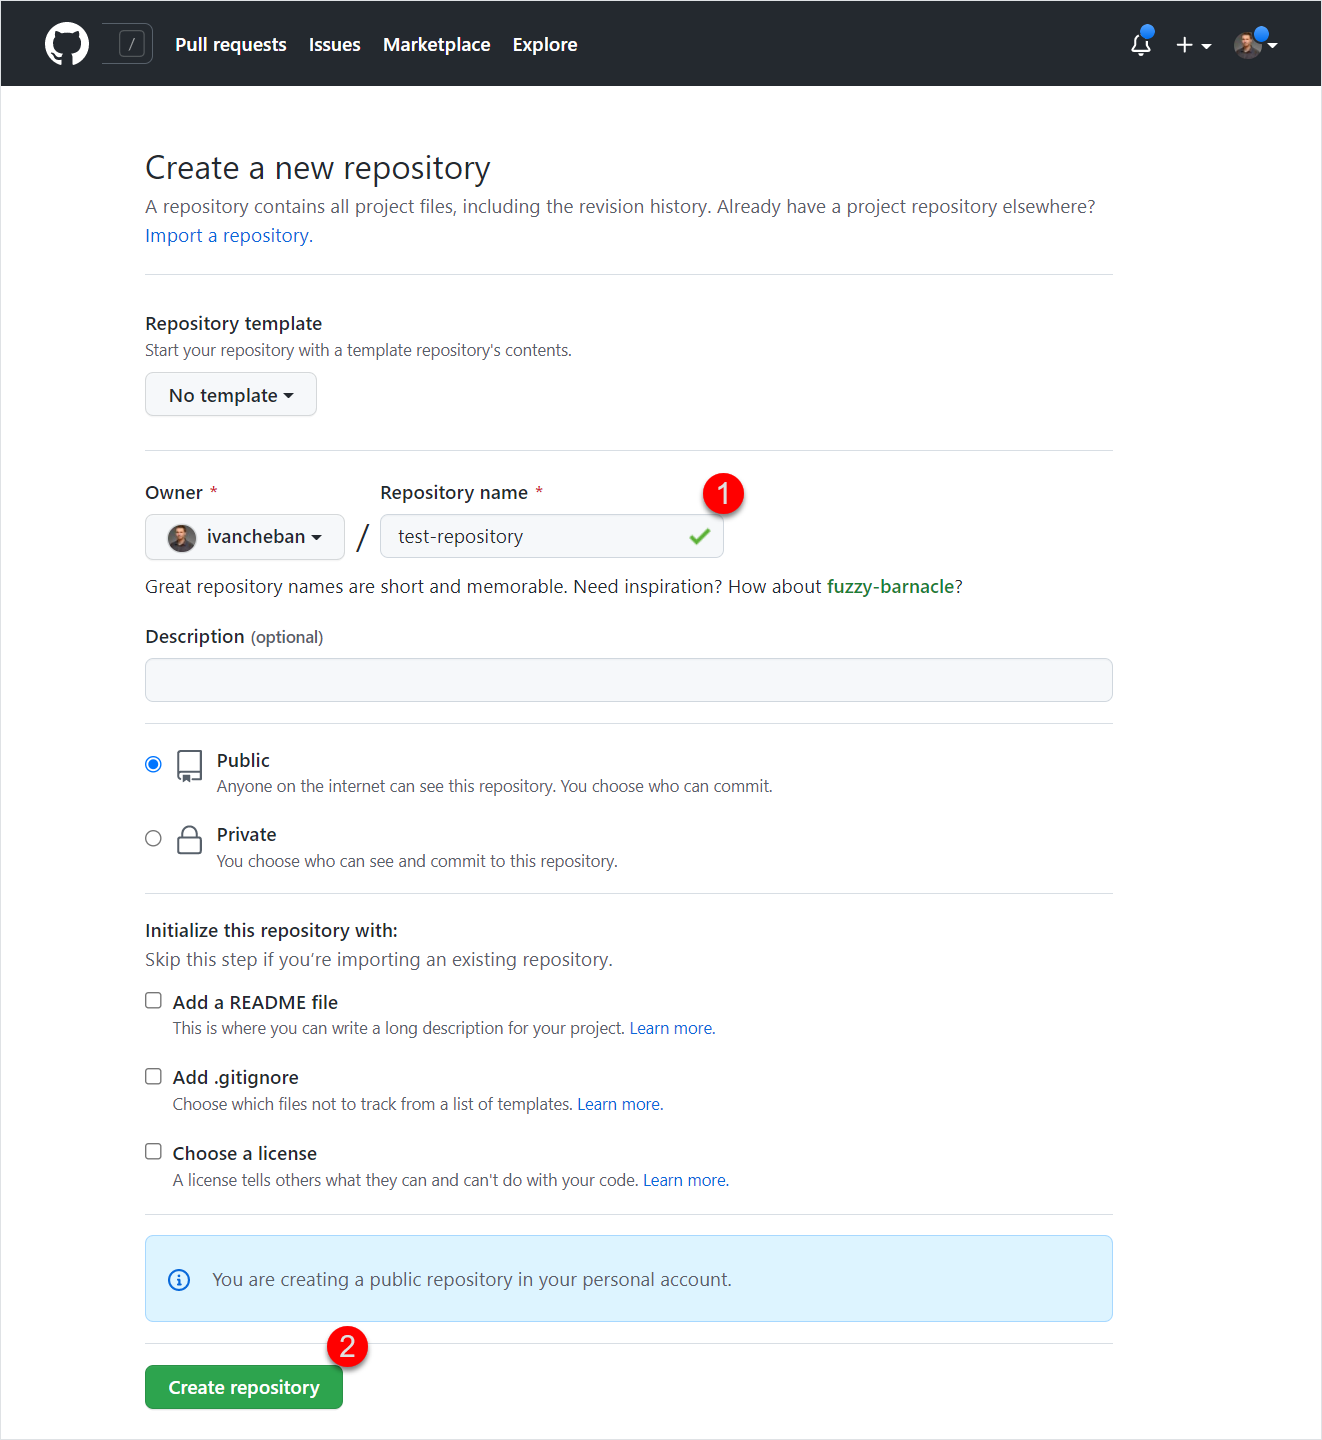 /
Pull requests Issues Marketplace Explore
Create a new repository
A repository contains all project files, including the revision history. Already have a project repository elsewhere?
Import a repository.
Repository template
Start your repository with a template repository's contents.
No template
Owner * Repository name *
1
ivancheban / test-repository
Great repository names are short and memorable. Need inspiration? How about fuzzy-barnacle?
Description (optional)
Public
Anyone on the internet can see this repository. You choose who can commit.
Private
You choose who can see and commit to this repository.
Initialize this repository with:
Skip this step if you’re importing an existing repository.
Add a README file
This is where you can write a long description for your project. Learn more.
Add .gitignore
Choose which files not to track from a list of templates. Learn more.
Choose a license
A license tells others what they can and can't do with your code. Learn more.
You are creating a public repository in your personal account.
2
Create repository